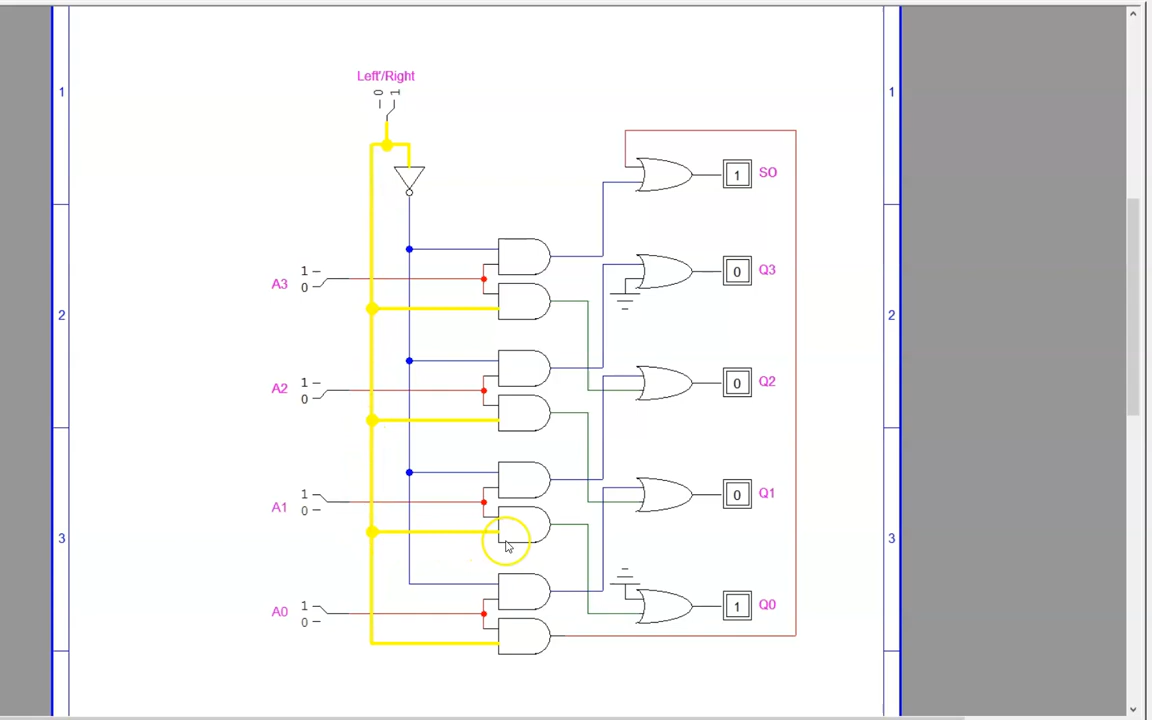 Left'/Right
0 1
1 1
1 SO
0 Q3
A3 1
0
2 2
A2 1
0
0 Q2
A1 1
0
0 Q1
3 3
A0 1
0
1 Q0